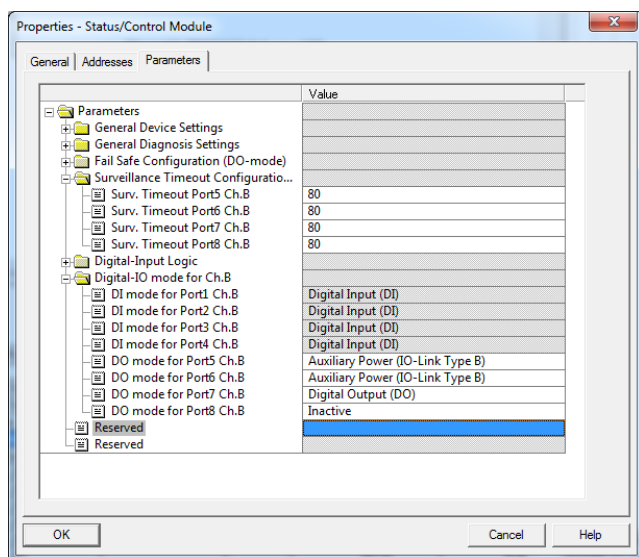 Properties - Status/Control Module
General Addresses Parameters
Value
Parameters
General Device Settings
General Diagnosis Settings
Fail Safe Configuration (DO-mode)
Surveillance Timeout Configuratio...
Surv. Timeout Port5 Ch.B 80
Surv. Timeout Port6 Ch.B 80
Surv. Timeout Port7 Ch.B 80
Surv. Timeout Port8 Ch.B 80
Digital-Input Logic
Digital-IO mode for Ch.B
DI mode for Port1 Ch.B Digital Input (DI)
DI mode for Port2 Ch.B Digital Input (DI)
DI mode for Port3 Ch.B Digital Input (DI)
DI mode for Port4 Ch.B Digital Input (DI)
DO mode for Port5 Ch.B Auxiliary Power (IO-Link Type B)
DO mode for Port6 Ch.B Auxiliary Power (IO-Link Type B)
DO mode for Port7 Ch.B Digital Output (DO)
DO mode for Port8 Ch.B Inactive
Reserved
Reserved
OK Cancel Help